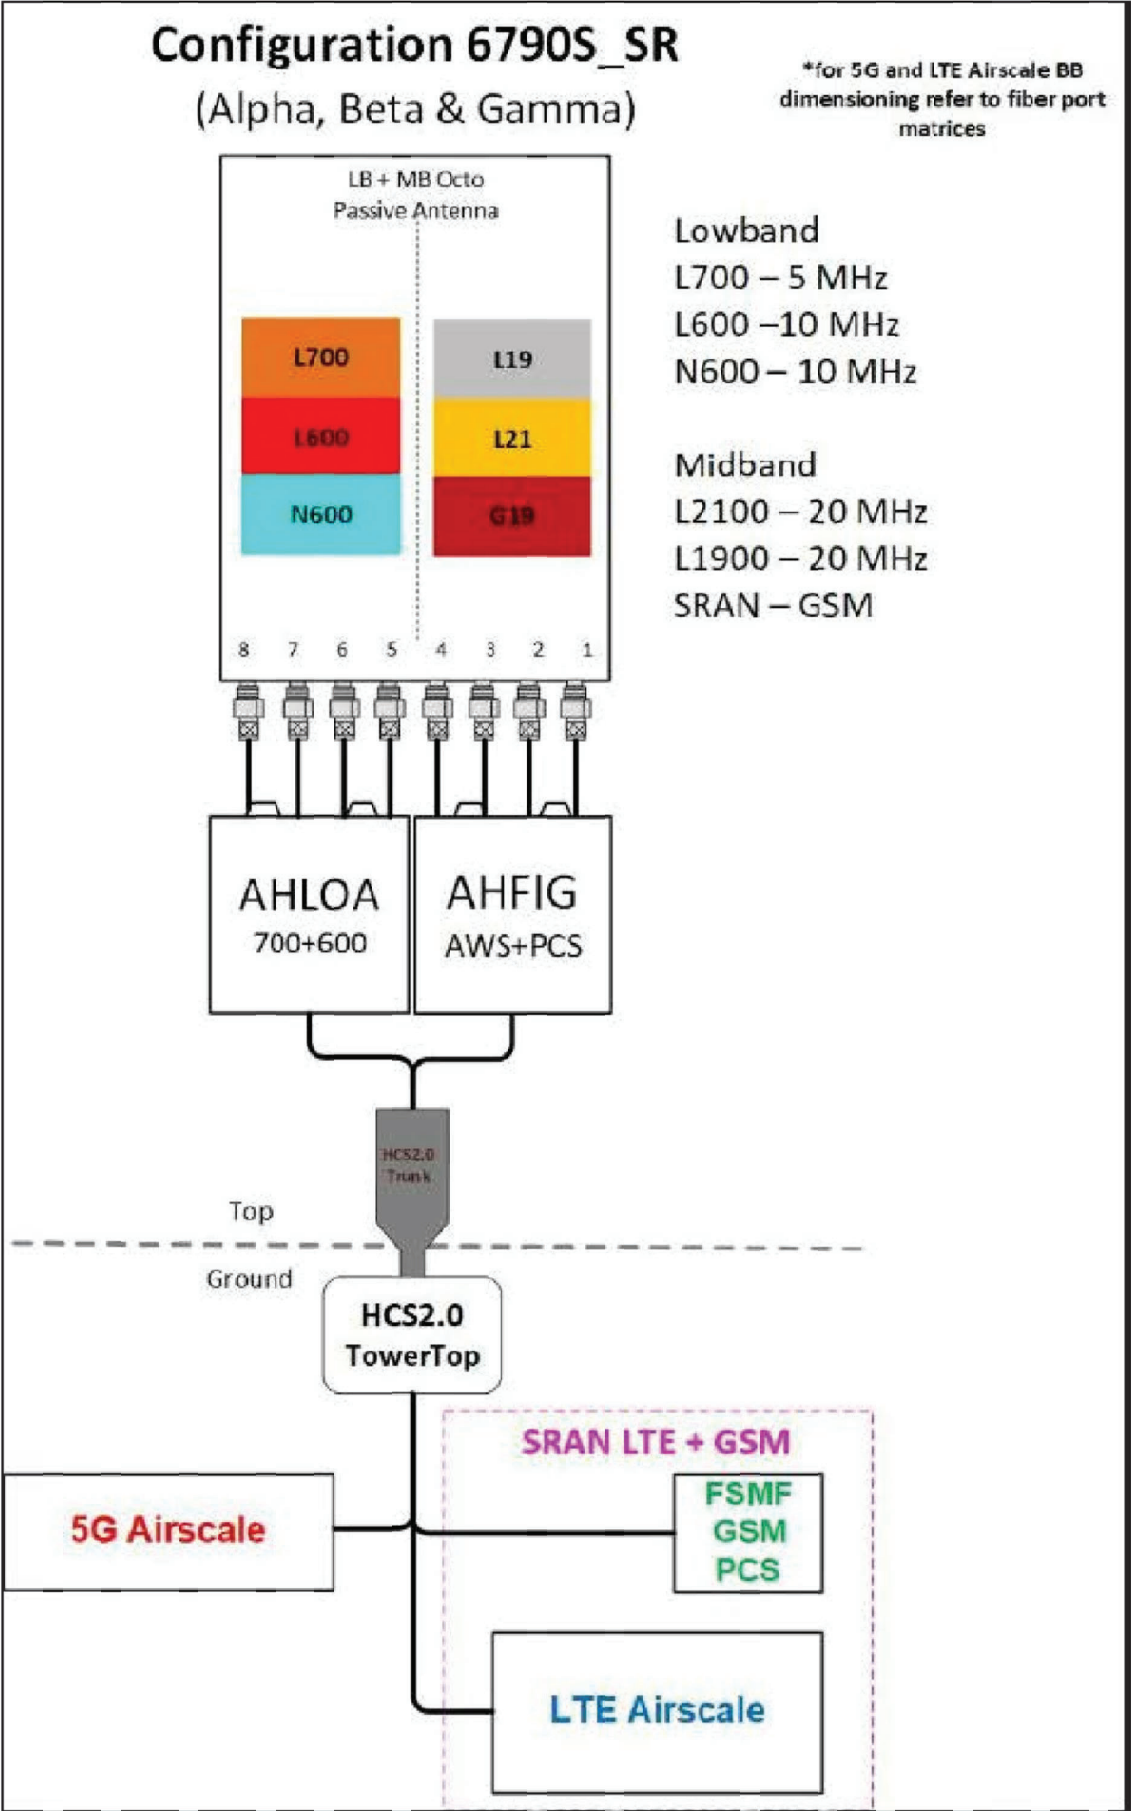 Configuration 6790S_SR
(Alpha, Beta & Gamma)
*for 5G and LTE Airscale BB
dimensioning refer to fiber port
matrices
LB + MB Octo
Passive Antenna
L700
L600
N600
L19
L21
G19
Lowband
L700 – 5 MHz
L600 –10 MHz
N600 – 10 MHz
Midband
L2100 – 20 MHz
L1900 – 20 MHz
SRAN – GSM
8 7 6 5 4 3 2 1
AHLOA
700+600
AHFIG
AWS+PCS
HCS2.0
Trunk
Top
Ground
HCS2.0
TowerTop
SRAN LTE + GSM
5G Airscale
FSMF
GSM
PCS
LTE Airscale